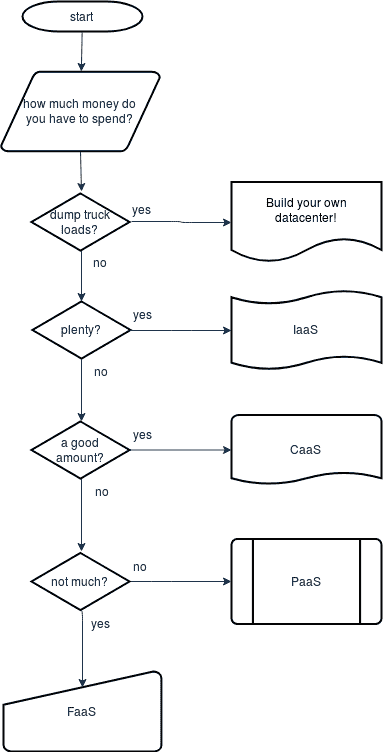 start
how much money do
you have to spend?
dump truck
loads?
yes
Build your own
datacenter!
no
plenty?
yes
IaaS
no
a good
amount?
yes
CaaS
no
not much?
no
PaaS
yes
FaaS